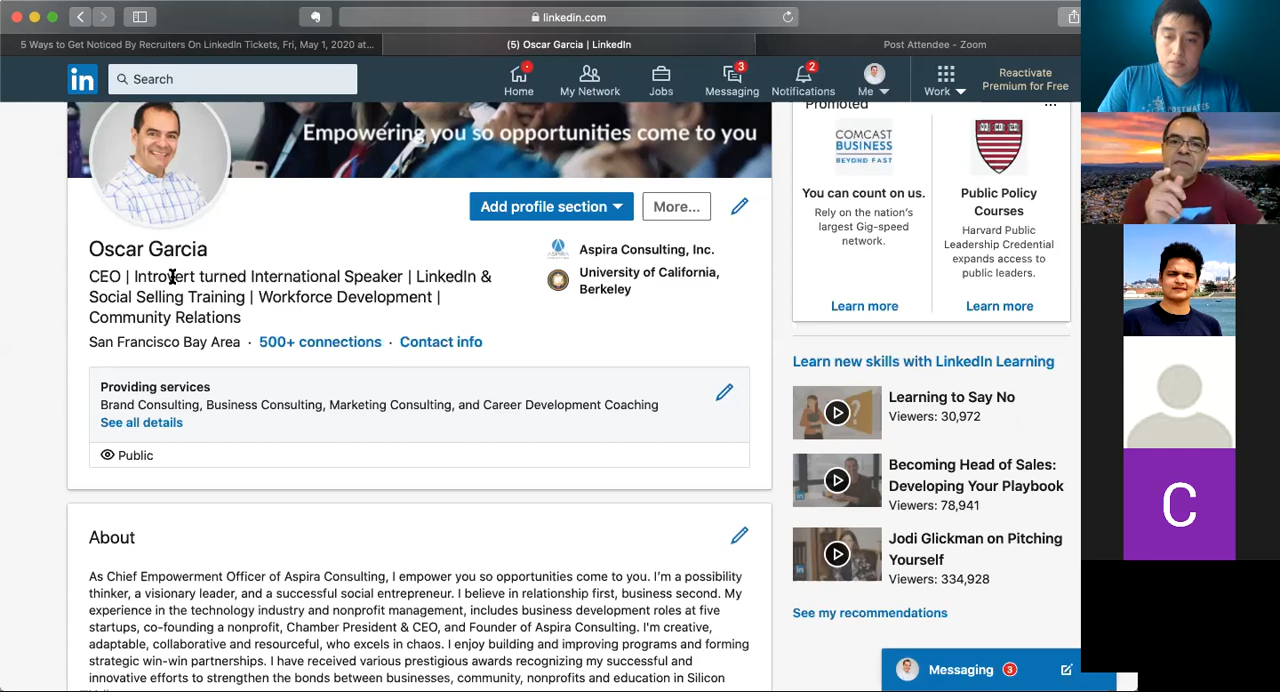 linkedin.com
5 Ways to Get Noticed By Recruiters On LinkedIn Tickets, Fri, May 1, 2020 at...
(5) Oscar Garcia | LinkedIn
Post Attendee - Zoom
in
Search
Home
My Network
Jobs
3
Messaging
2
Notifications
Me
Work
Reactivate
Premium for Free
Empowering you so opportunities come to you
Add profile section
More...
Oscar Garcia
CEO | Introvert turned International Speaker | LinkedIn &
Social Selling Training | Workforce Development |
Community Relations
San Francisco Bay Area · 500+ connections · Contact info
Aspira Consulting, Inc.
University of California,
Berkeley
Providing services
Brand Consulting, Business Consulting, Marketing Consulting, and Career Development Coaching
See all details
Public
About
As Chief Empowerment Officer of Aspira Consulting, I empower you so opportunities come to you. I'm a possibility
thinker, a visionary leader, and a successful social entrepreneur. I believe in relationship first, business second. My
experience in the technology industry and nonprofit management, includes business development roles at five
startups, co-founding a nonprofit, Chamber President & CEO, and Founder of Aspira Consulting. I'm creative,
adaptable, collaborative and resourceful, who excels in chaos. I enjoy building and improving programs and forming
strategic win-win partnerships. I have received various prestigious awards recognizing my successful and
innovative efforts to strengthen the bonds between businesses, community, nonprofits and education in Silicon
Promoted
...
COMCAST
BUSINESS
BEYOND FAST
You can count on us.
Rely on the nation's
largest Gig-speed
network.
Learn more
Public Policy
Courses
Harvard Public
Leadership Credential
expands access to
public leaders.
Learn more
Learn new skills with LinkedIn Learning
Learning to Say No
Viewers: 30,972
Becoming Head of Sales:
Developing Your Playbook
Viewers: 78,941
Jodi Glickman on Pitching
Yourself
Viewers: 334,928
See my recommendations
Messaging 3
POSTMATES
C